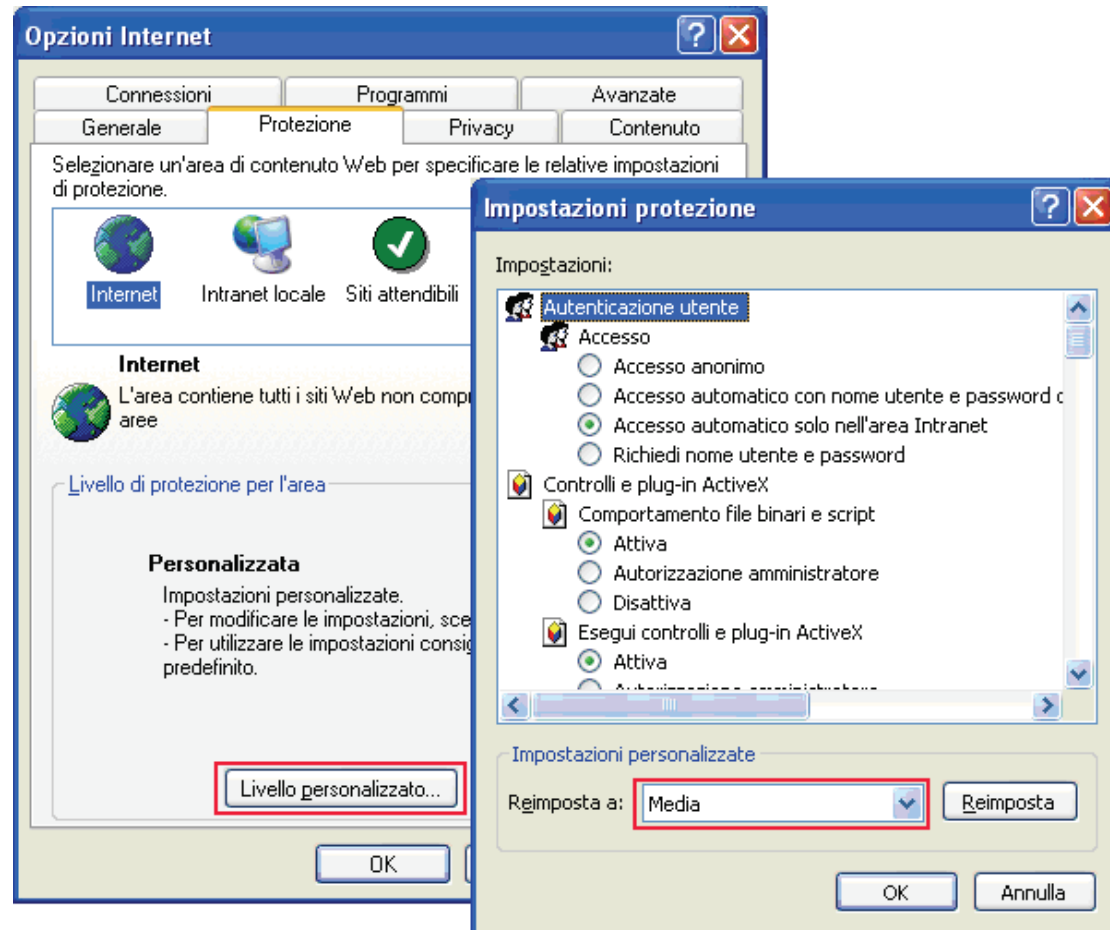 Opzioni Internet
Connessioni Programmi Avanzate
Generale Protezione Privacy Contenuto
Selezionare un'area di contenuto Web per specificare le relative impostazioni
di protezione.
Internet Intranet locale Siti attendibili
Internet
L'area contiene tutti i siti Web non
aree
Livello di protezione per l'area
Personalizzata
Impostazioni personalizzate.
- Per modificare le impostazioni,
- Per utilizzare le impostazioni
predefinito.
Livello personalizzato...
OK
Impostazioni protezione
Impostazioni:
Autenticazione utente
Accesso
Accesso anonimo
Accesso automatico con nome utente e password
Accesso automatico solo nell'area Intranet
Richiedi nome utente e password
Controlli e plug-in ActiveX
Comportamento file binari e script
Attiva
Autorizzazione amministratore
Disattiva
Esegui controlli e plug-in ActiveX
Attiva
Impostazioni personalizzate
Reimposta a: Media Reimposta
OK Annulla